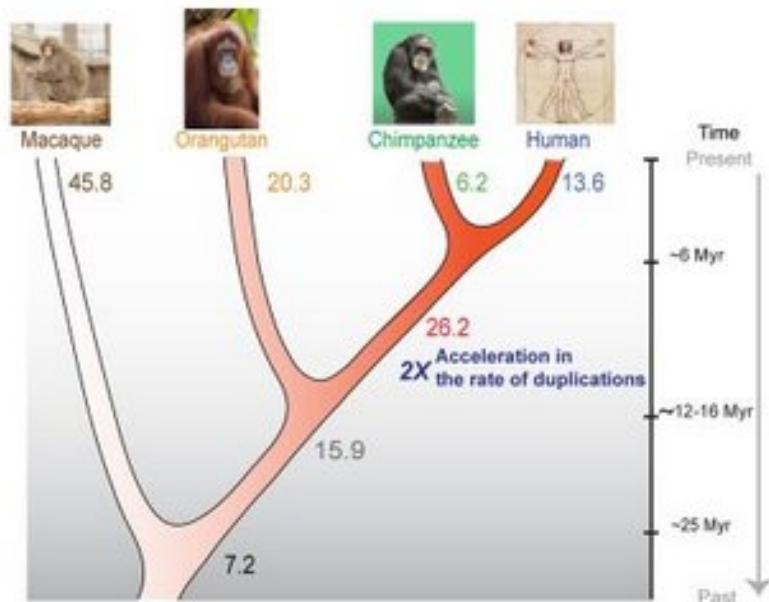 Macaque
Orangutan
Chimpanzee
Human
Time
Present
45.8
20.3
6.2
13.6
~6 Myr
26.2
2X Acceleration in
the rate of duplications
~12-16 Myr
15.9
~25 Myr
7.2
Past